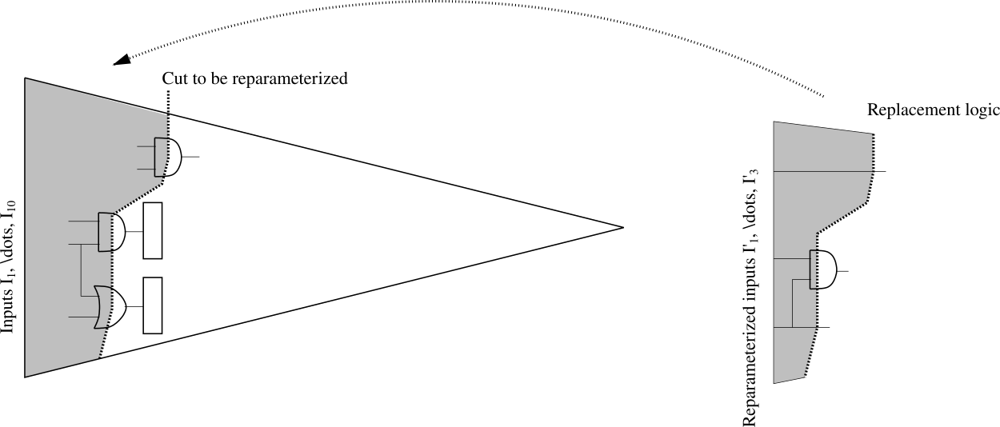 Cut to be reparameterized
Replacement logic
Inputs I₁, \dots, I₁₀
Reparameterized inputs I'₁, \dots, I'₃